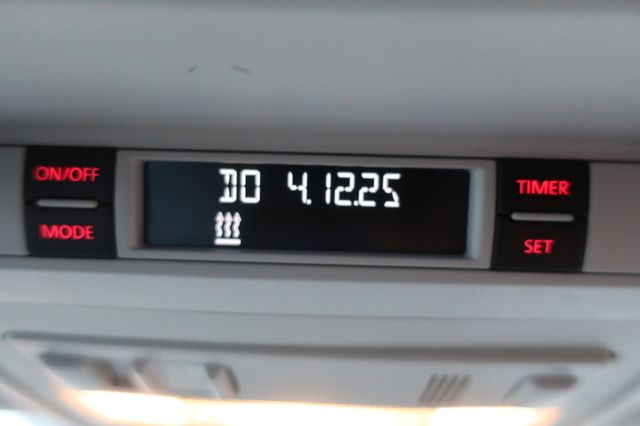 ON/OFF
MODE
DO 4.12.25
TIMER
SET